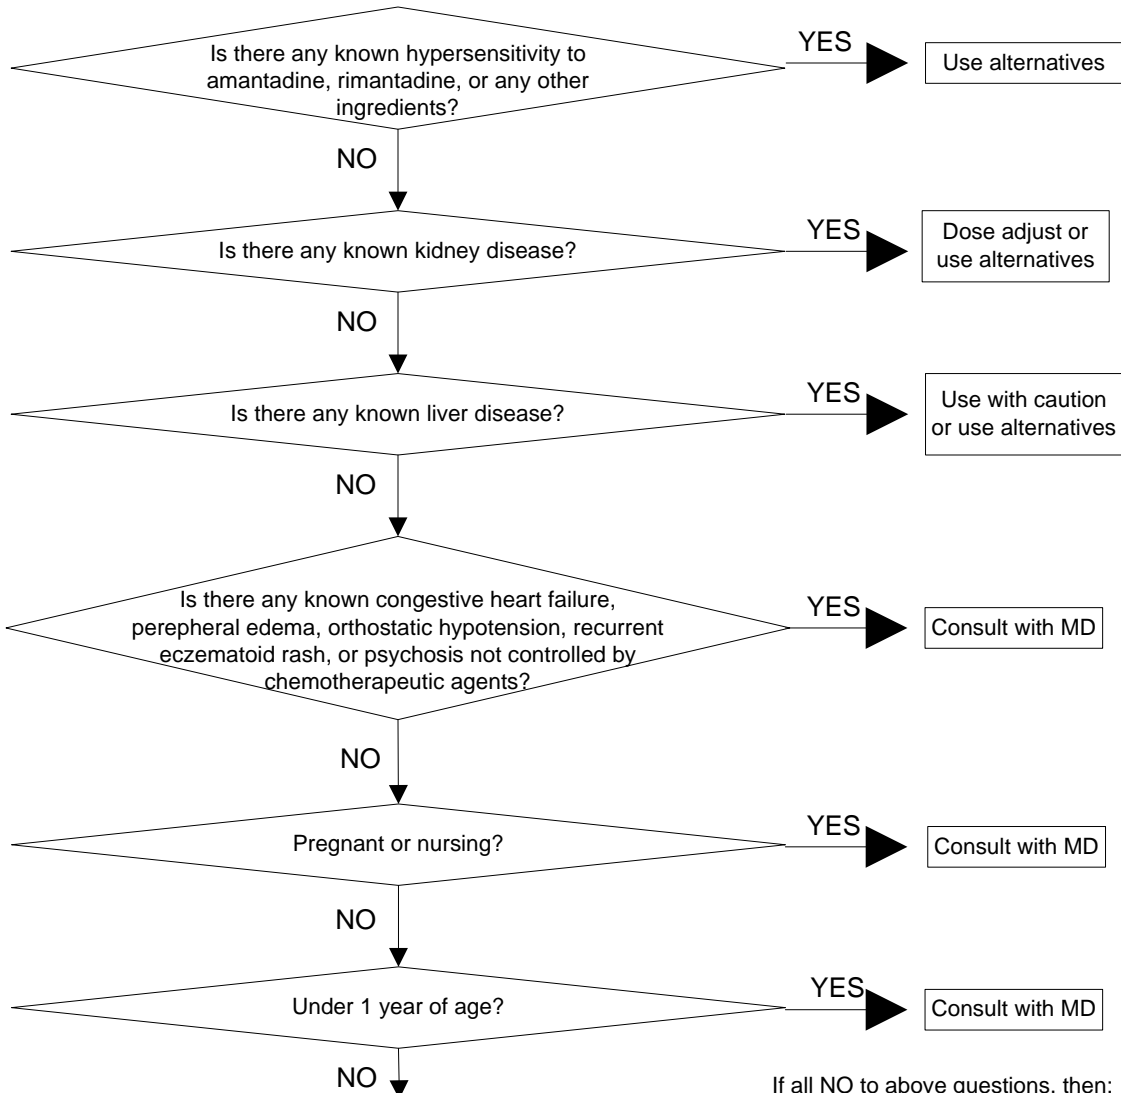 Is there any known hypersensitivity to
amantadine, rimantadine, or any other
ingredients?
YES
Use alternatives
NO
Is there any known kidney disease?
YES
Dose adjust or
use alternatives
NO
Is there any known liver disease?
YES
Use with caution
or use alternatives
NO
Is there any known congestive heart failure,
perepheral edema, orthostatic hypotension, recurrent
eczematoid rash, or psychosis not controlled by
chemotherapeutic agents?
YES
Consult with MD
NO
Pregnant or nursing?
YES
Consult with MD
NO
Under 1 year of age?
YES
Consult with MD
NO
If all NO to above questions, then: